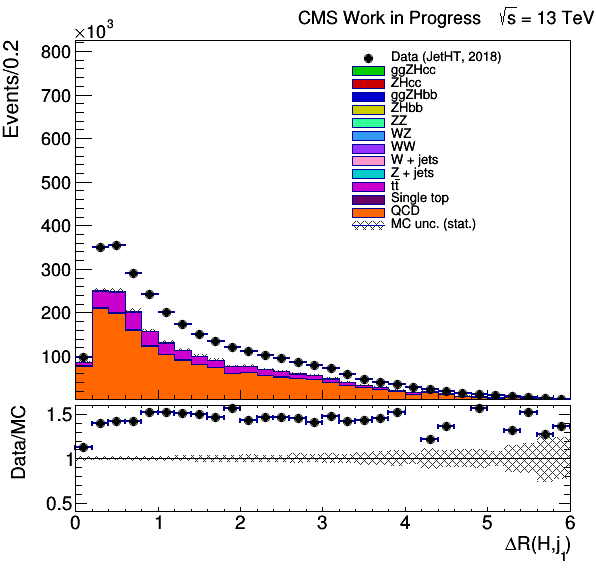 CMS Work in Progress √s = 13 TeV
×10³
Events/0.2
800
700
600
500
400
300
200
100
Data (JetHT, 2018)
ggZHcc
ZHcc
ggZHbb
ZHbb
ZZ
WZ
WW
W + jets
Z + jets
tt̄
Single top
QCD
MC unc. (stat.)
Data/MC
1.5
1
0.5
0 1 2 3 4 5 6
ΔR(H,j₁)